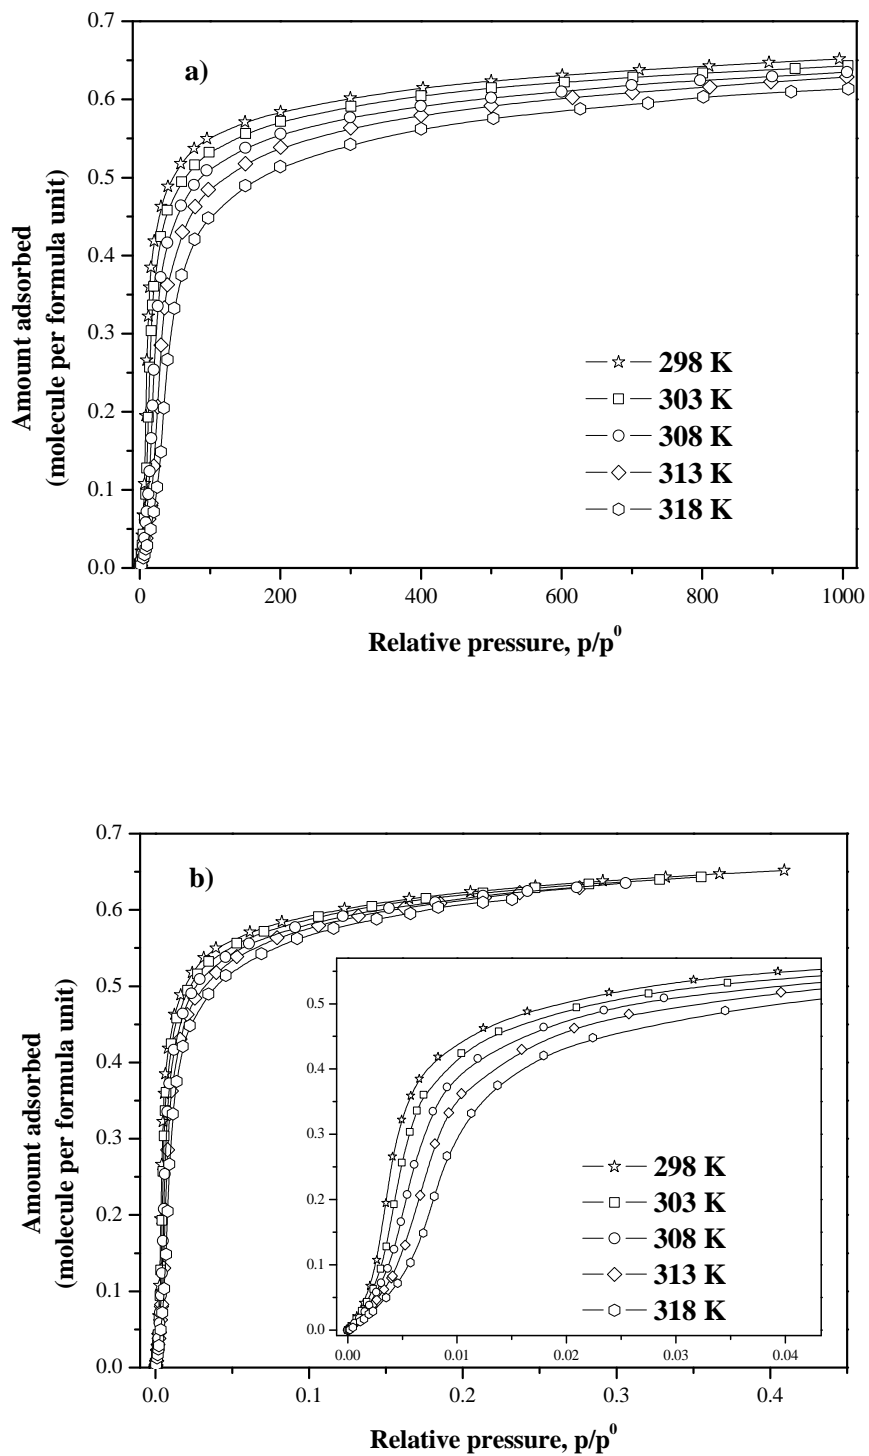 0.7
a)
0.6
0.5
0.4
0.3
0.2
0.1
0.0
Amount adsorbed
(molecule per formula unit)
298 K
303 K
308 K
313 K
318 K
0 200 400 600 800 1000
Relative pressure, p/p⁰
0.7
b)
0.6
0.5
0.4
0.3
0.2
0.1
0.0
Amount adsorbed
(molecule per formula unit)
0.5
0.4
0.3
0.2
0.1
0.0
298 K
303 K
308 K
313 K
318 K
0.00 0.01 0.02 0.03 0.04
0.0 0.1 0.2 0.3 0.4
Relative pressure, p/p⁰